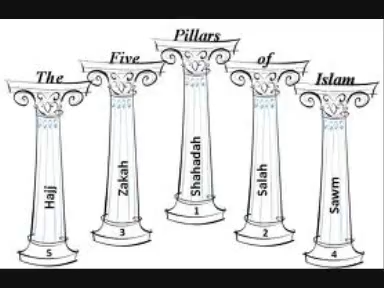 The Five Pillars of Islam
Hajj
Zakah
Shahadah
Salah
Sawm
5
3
1
2
4